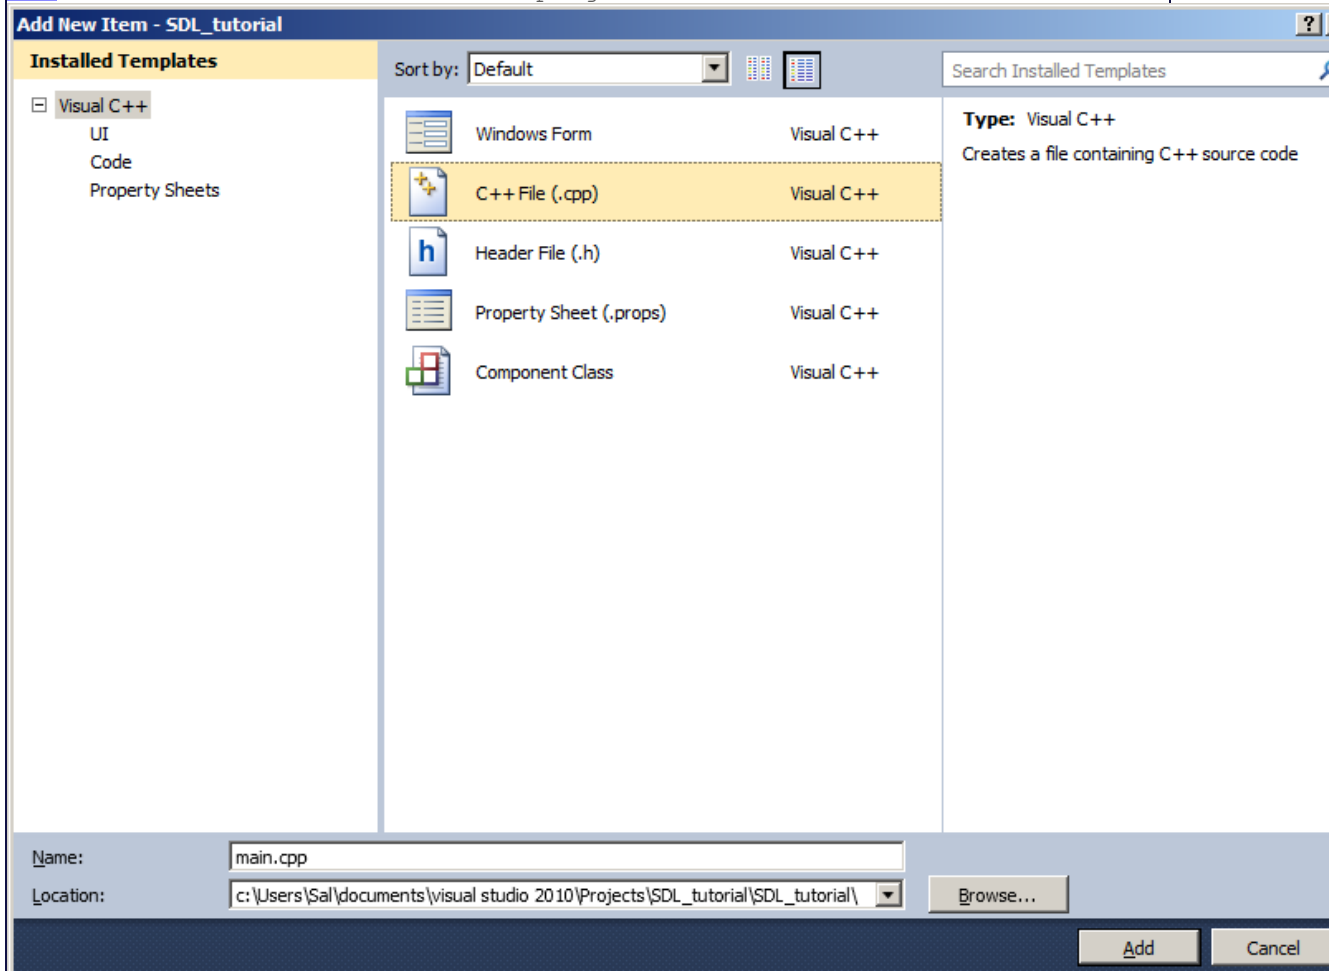 Add New Item - SDL_tutorial
?
Installed Templates
Sort by: Default
Search Installed Templates
Visual C++
UI
Code
Property Sheets
Windows Form Visual C++
C++ File (.cpp) Visual C++
h Header File (.h) Visual C++
Property Sheet (.props) Visual C++
Component Class Visual C++
Type: Visual C++
Creates a file containing C++ source code
Name: main.cpp
Location: c:\Users\Sal\documents\visual studio 2010\Projects\SDL_tutorial\SDL_tutorial\
Browse...
Add Cancel